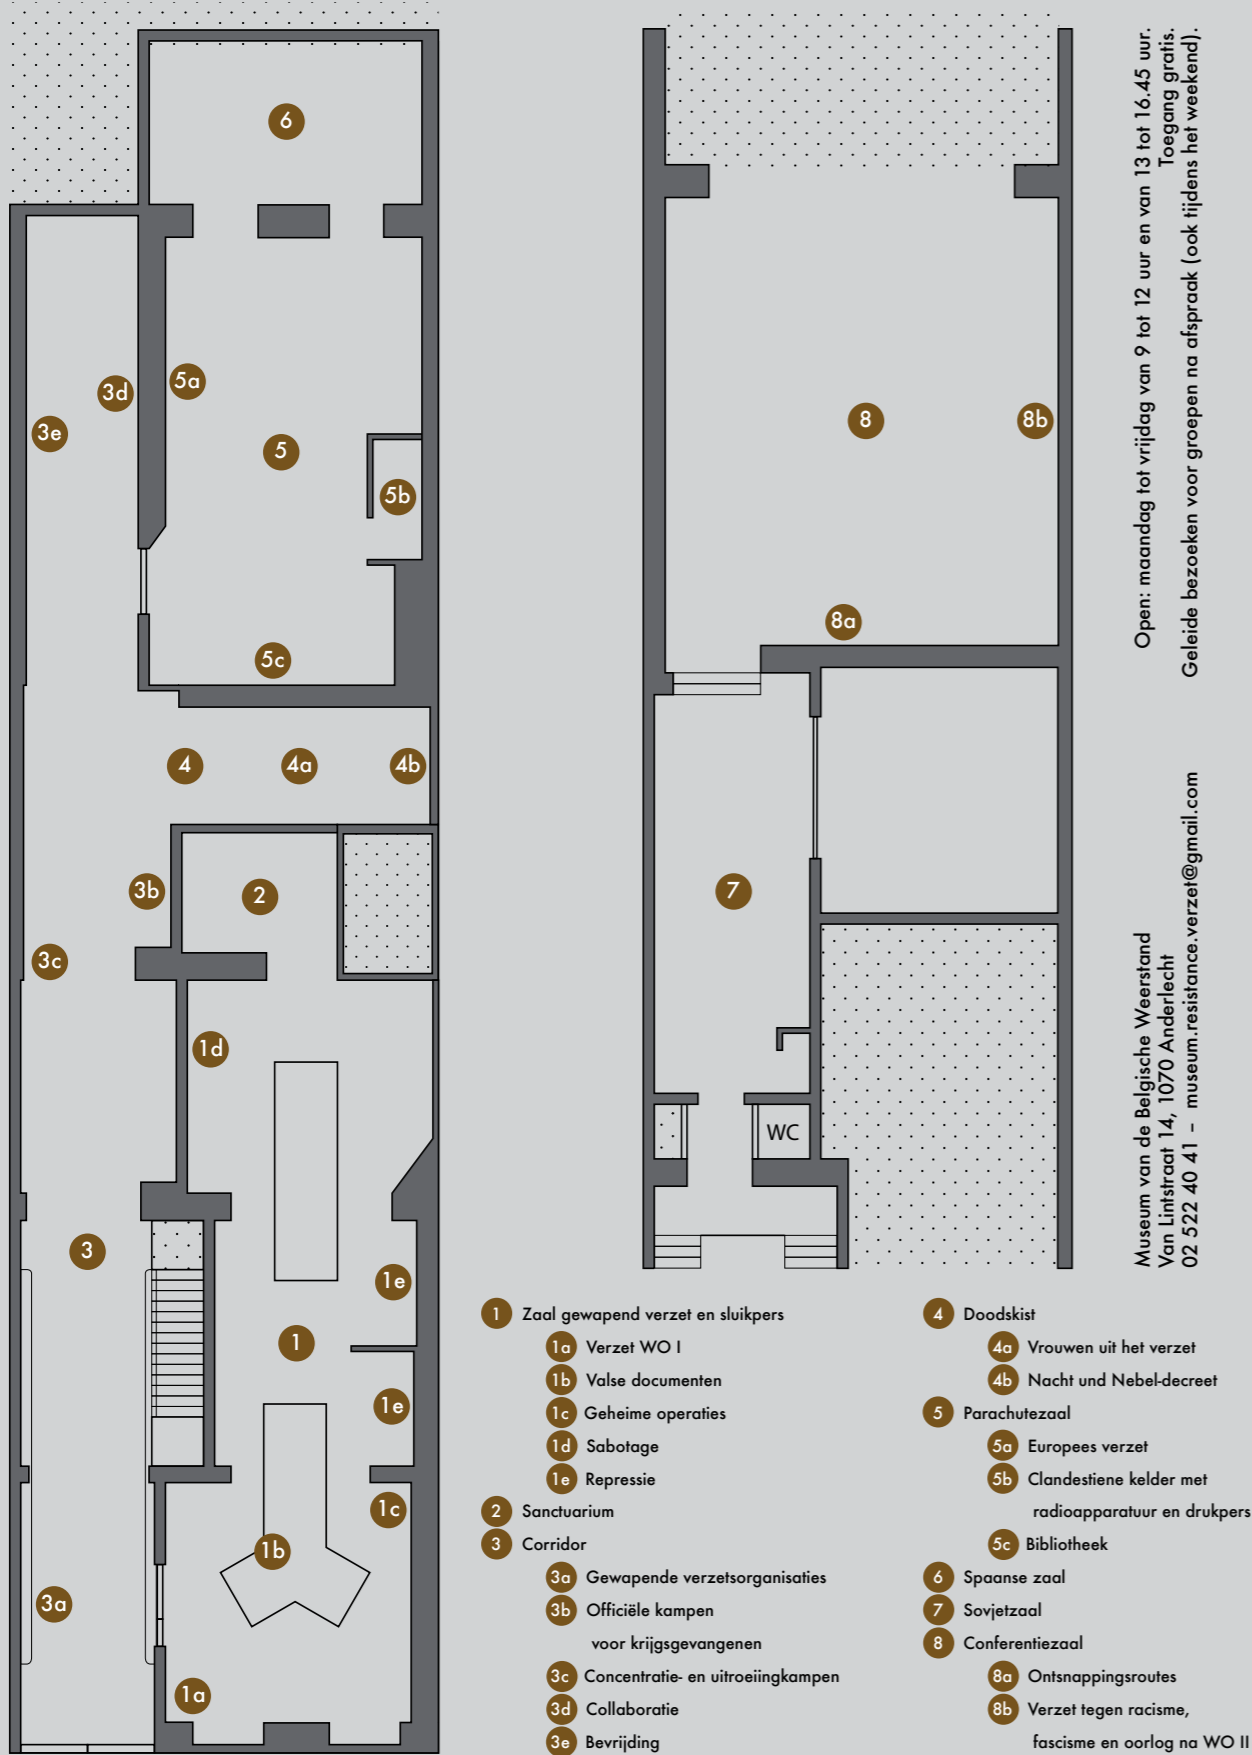 6
3d
5a
3e
5
5b
5c
4
4a
4b
3b
2
3c
1d
3
1e
1
1e
1c
1b
3a
1a
8
8b
8a
7
WC
Open: maandag tot vrijdag van 9 tot 12 uur en van 13 tot 16.45 uur.
Toegang gratis.
Geleide bezoeken voor groepen na afspraak (ook tijdens het weekend).
Museum van de Belgische Weerstand
Van Lintstraat 14, 1070 Anderlecht
02 522 40 41 – museum.resistance.verzet@gmail.com
1 Zaal gewapend verzet en sluikpers
1a Verzet WO I
1b Valse documenten
1c Geheime operaties
1d Sabotage
1e Repressie
2 Sanctuarium
3 Corridor
3a Gewapende verzetsorganisaties
3b Officiële kampen
voor krijgsgevangenen
3c Concentratie- en uitroeiingkampen
3d Collaboratie
3e Bevrijding
4 Doodskist
4a Vrouwen uit het verzet
4b Nacht und Nebel-decreet
5 Parachutezaal
5a Europees verzet
5b Clandestiene kelder met
radioapparatuur en drukpers
5c Bibliotheek
6 Spaanse zaal
7 Sovjetzaal
8 Conferentiezaal
8a Ontsnappingsroutes
8b Verzet tegen racisme,
fascisme en oorlog na WO II